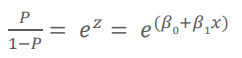 P/(1−P) = e^z = e^(β₀+β₁x)